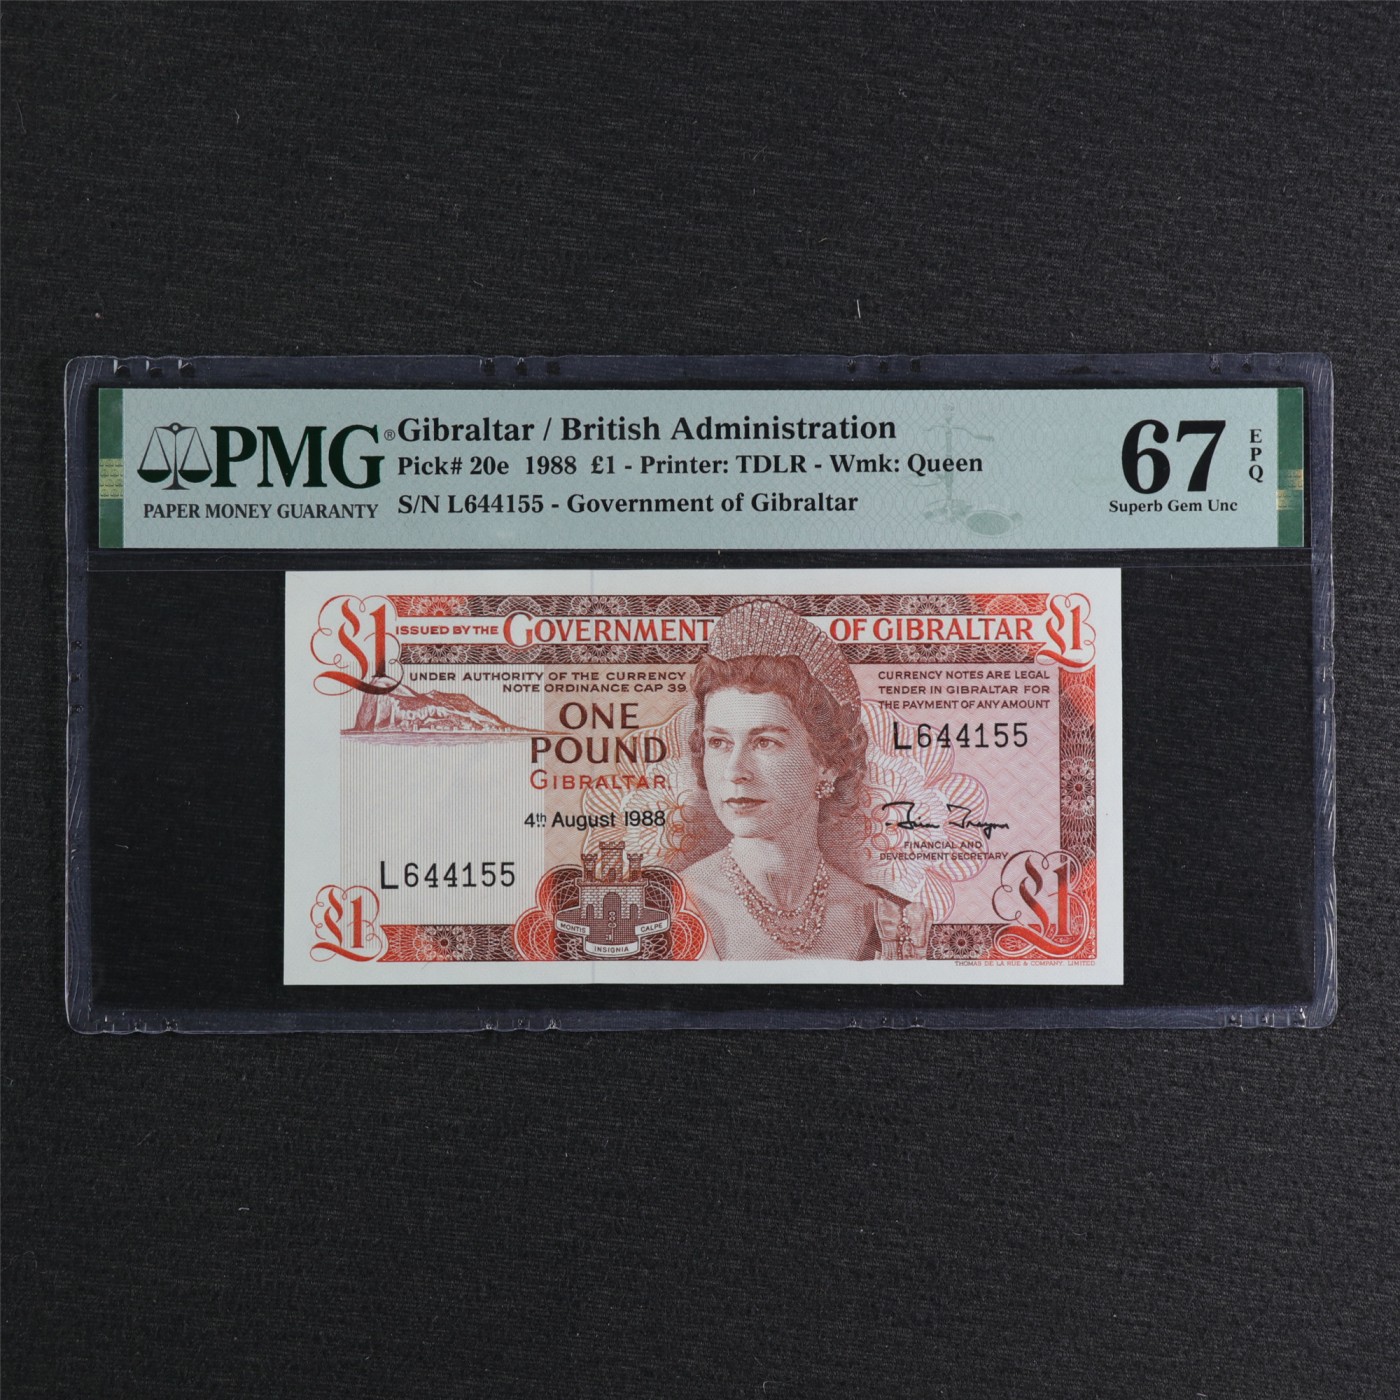 PMG®
PAPER MONEY GUARANTY
Gibraltar / British Administration
Pick# 20e 1988 £1 - Printer: TDLR - Wmk: Queen
S/N L644155 - Government of Gibraltar
67
EPQ
Superb Gem Unc
£1
ISSUED BY THE GOVERNMENT OF GIBRALTAR
£1
UNDER AUTHORITY OF THE CURRENCY
NOTE ORDINANCE CAP 39
CURRENCY NOTES ARE LEGAL
TENDER IN GIBRALTAR FOR
THE PAYMENT OF ANY AMOUNT
ONE
POUND
GIBRALTAR.
L644155
4th August 1988
FINANCIAL AND
DEVELOPMENT SECRETARY
L644155
£1
MONTIS
INSIGNIA
CALPE
£1
THOMAS DE LA RUE & COMPANY LIMITED